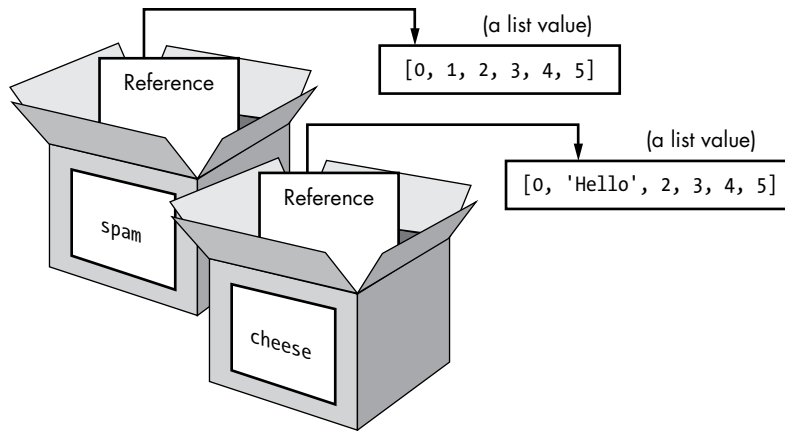 (a list value)
[0, 1, 2, 3, 4, 5]
Reference
spam
(a list value)
[0, 'Hello', 2, 3, 4, 5]
Reference
cheese